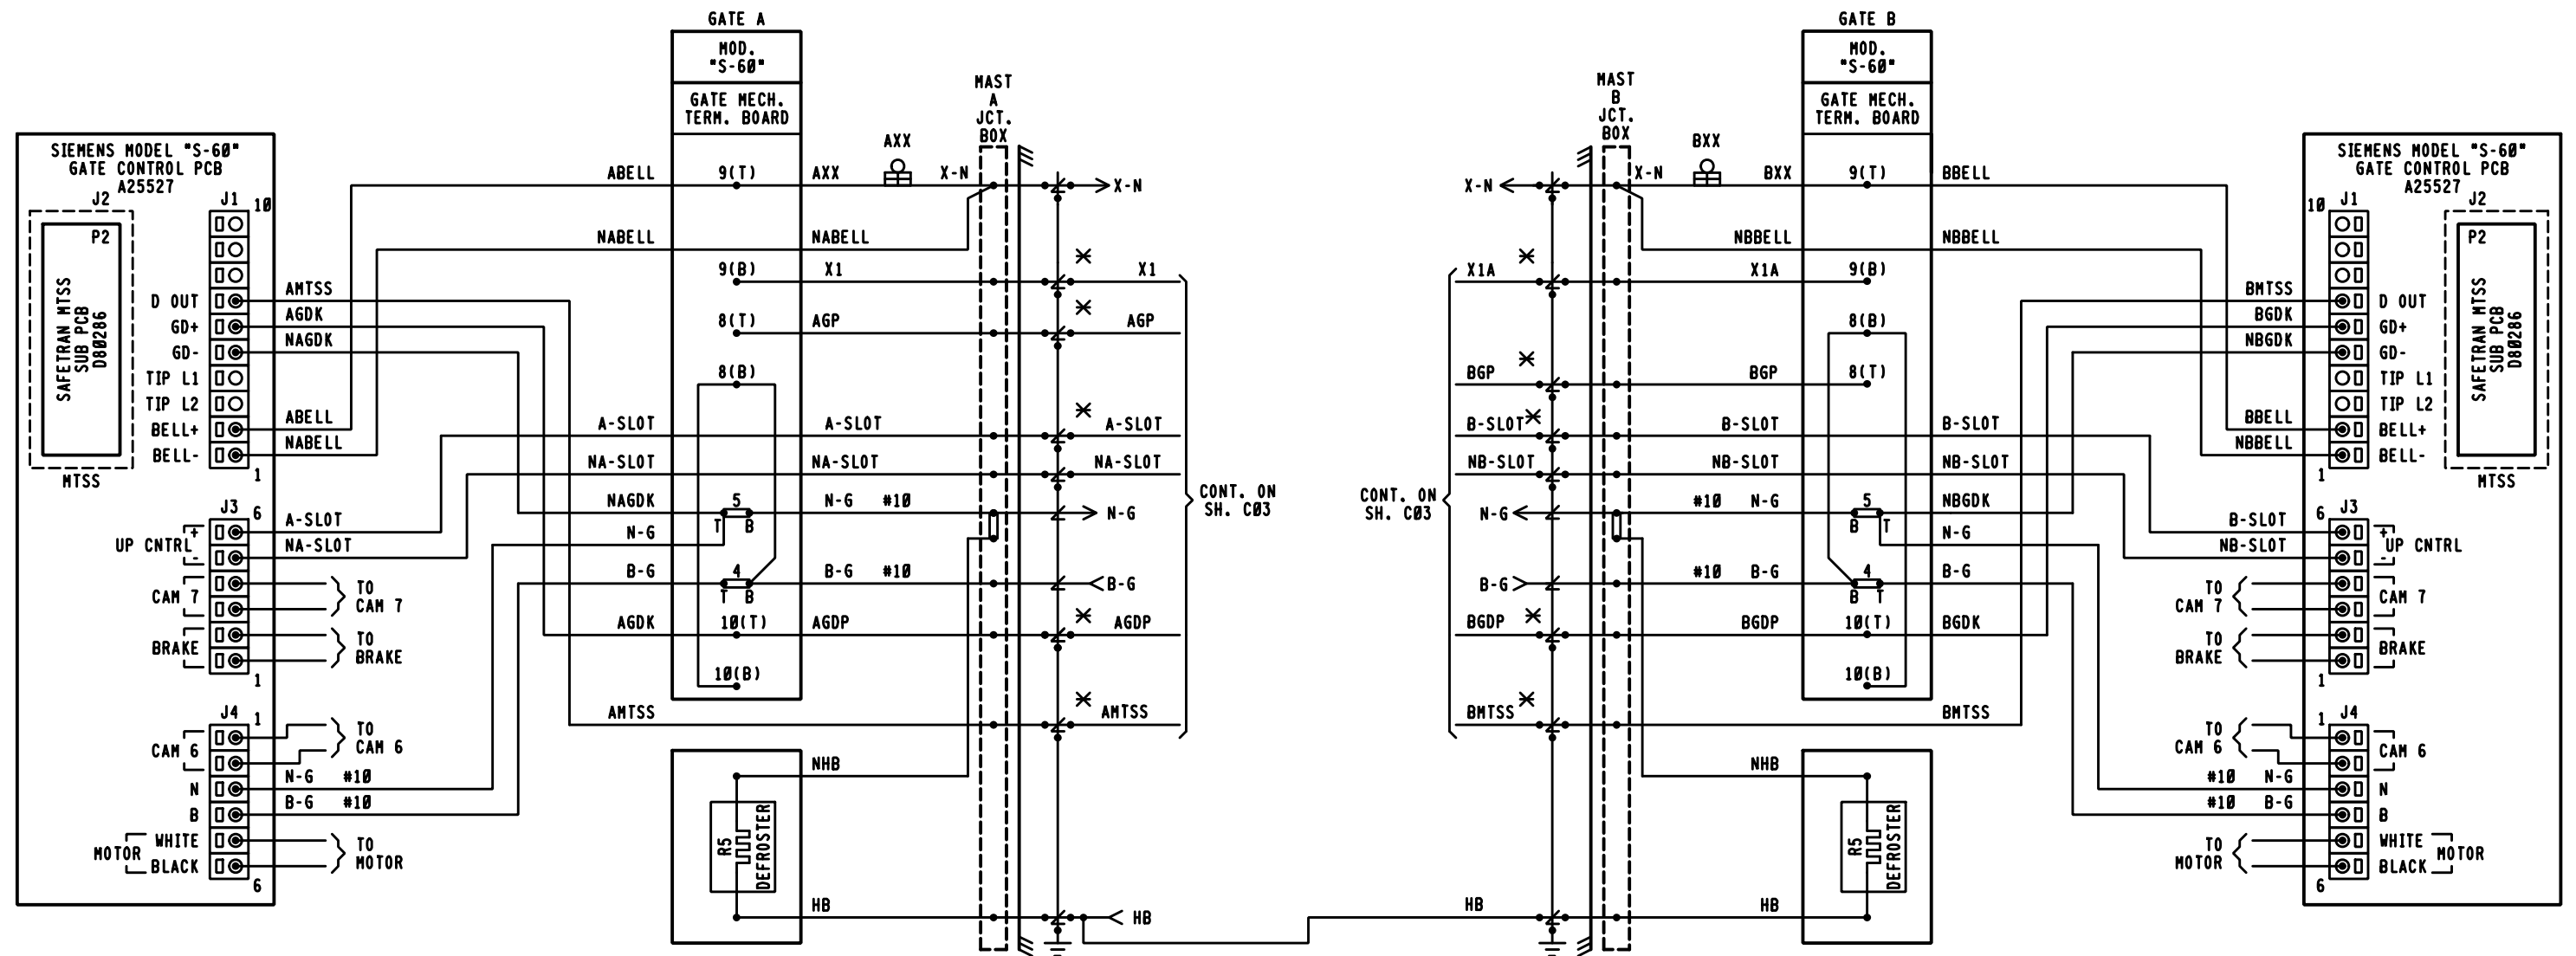 GATE A
MOD.
"S-60"
GATE MECH.
TERM. BOARD
SIEMENS MODEL "S-60"
GATE CONTROL PCB
A25527
J2
P2
SAFETRAN MTSS
SUB PCB
D80286
MTSS
J1
10
D OUT
GD+
GD-
TIP L1
TIP L2
BELL+
BELL-
1
AMTSS
AGDK
NAGDK
ABELL
NABELL
J3
6
UP CNTRL
+
-
CAM 7
BRAKE
1
A-SLOT
NA-SLOT
TO
CAM 7
TO
BRAKE
J4
1
CAM 6
N
B
WHITE
MOTOR
BLACK
6
TO
CAM 6
N-G #10
B-G #10
TO
MOTOR
ABELL 9(T) AXX
AXX
X-N
NABELL NABELL
9(B) X1
8(T) AGP
8(B)
A-SLOT A-SLOT
NA-SLOT NA-SLOT
NAGDK 5 N-G #10
T B
N-G
B-G 4 B-G #10
T B
AGDK 10(T) AGDP
10(B)
AMTSS
NHB
R5
DEFROSTER
HB
MAST
A
JCT.
BOX
X-N
X1
AGP
A-SLOT
NA-SLOT
N-G
B-G
AGDP
AMTSS
HB
CONT. ON
SH. C03
GATE B
MOD.
"S-60"
GATE MECH.
TERM. BOARD
MAST
B
JCT.
BOX
X-N
X1A
BGP
B-SLOT
NB-SLOT
N-G
B-G
BGDP
BMTSS
HB
CONT. ON
SH. C03
BXX
X-N
BXX 9(T) BBELL
NBBELL NBBELL
X1A 9(B)
8(B)
BGP 8(T)
B-SLOT B-SLOT
NB-SLOT NB-SLOT
#10 N-G 5 NBGDK
B T
N-G
#10 B-G 4 B-G
B T
BGDP 10(T) BGDK
10(B)
BMTSS
NHB
R5
DEFROSTER
HB
SIEMENS MODEL "S-60"
GATE CONTROL PCB
A25527
J1
10
J2
P2
SAFETRAN MTSS
SUB PCB
D80286
MTSS
BMTSS
BGDK
NBGDK
BBELL
NBBELL
D OUT
GD+
GD-
TIP L1
TIP L2
BELL+
BELL-
1
J3
6
B-SLOT
NB-SLOT
+
-
UP CNTRL
TO
CAM 7
CAM 7
TO
BRAKE
BRAKE
1
J4
1
TO
CAM 6
CAM 6
#10 N-G
N
#10 B-G
B
TO
MOTOR
WHITE
MOTOR
BLACK
6